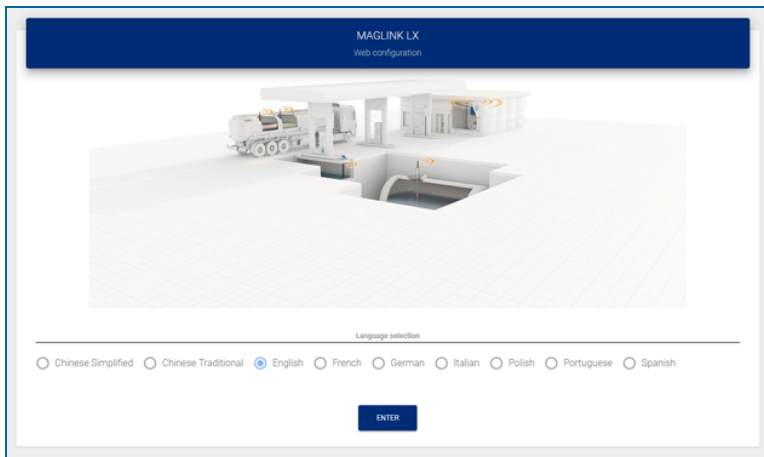 MAGLINK LX
Web configuration
Language selection
Chinese Simplified Chinese Traditional English French German Italian Polish Portuguese Spanish
ENTER